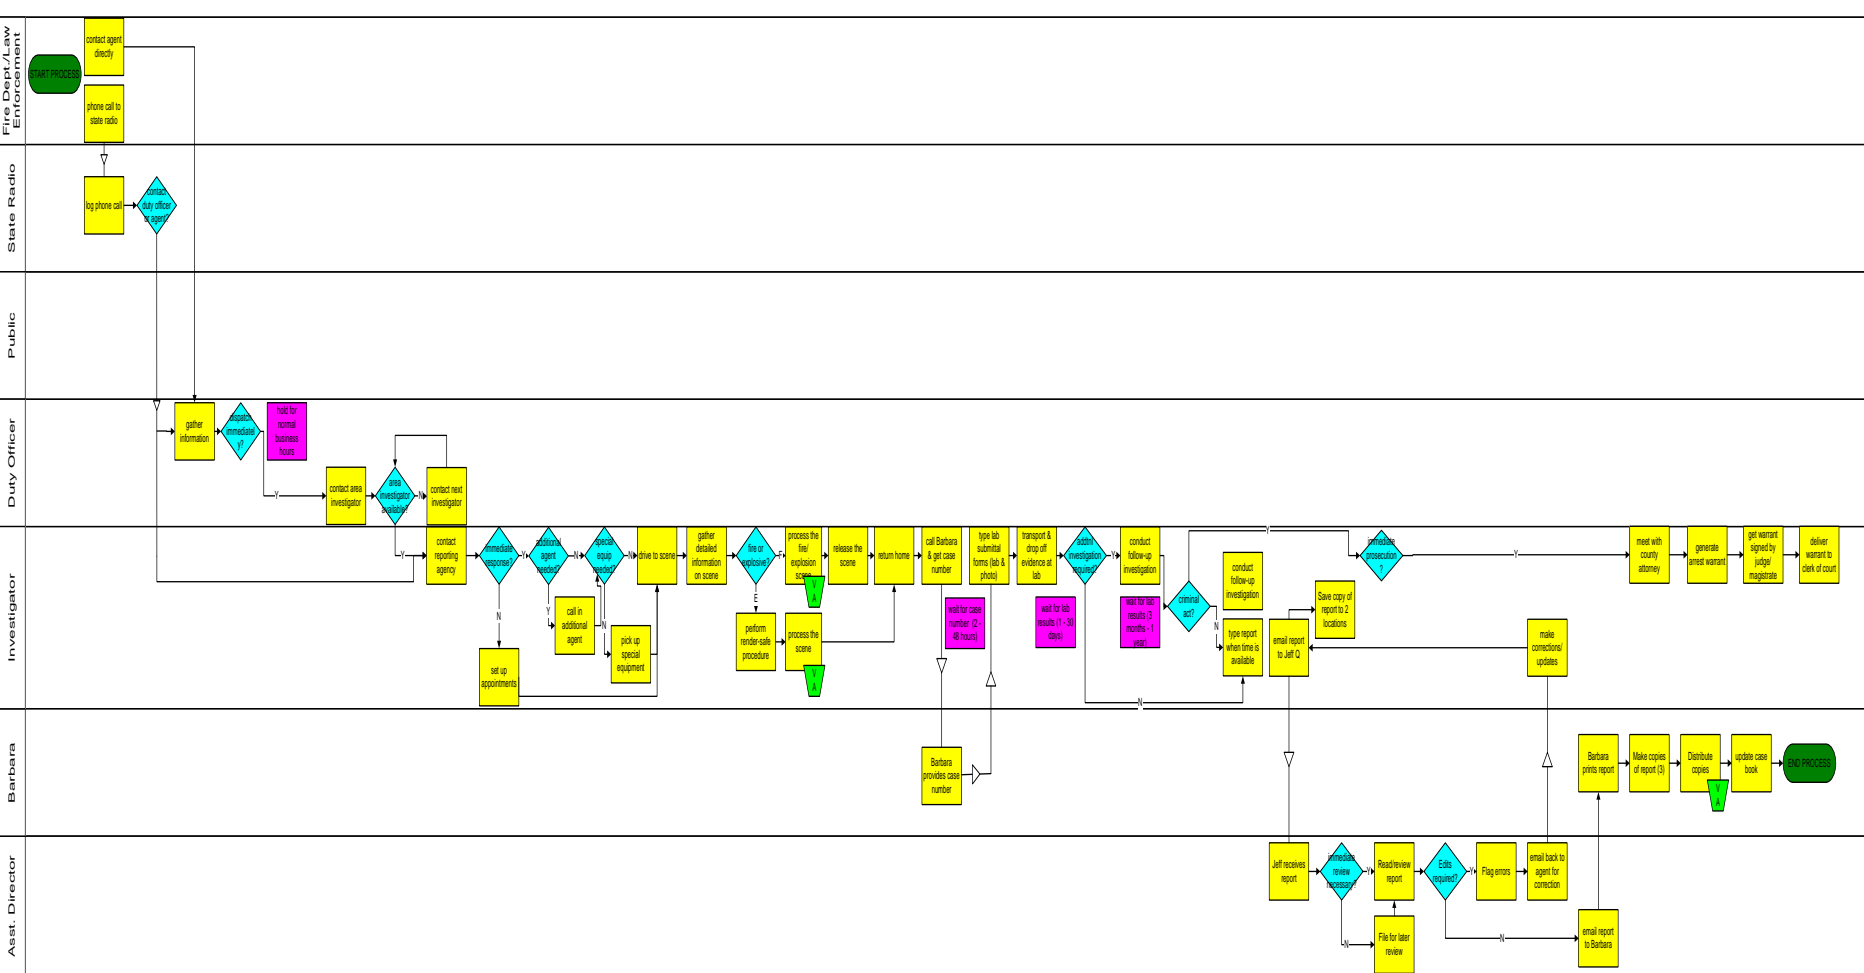 Fire Dept./Law
Enforcement
START PROCESS
contact agent
directly
phone call to
state radio
State Radio
log phone call
contact
duty officer
or agent?
Public
Duty Officer
gather
information
dispatch
immediatel
y?
hold for
normal
business
hours
Y
contact area
investigator
area
investigator
available?
N
contact next
investigator
Investigator
Y
contact
reporting
agency
immediate
response?
Y
N
set up
appointments
additional
agent
needed?
N
Y
call in
additional
agent
special
equip
needed?
N
N
pick up
special
equipment
drive to scene
gather
detailed
information
on scene
fire or
explosive?
F
E
perform
render-safe
procedure
process the
fire/
explosion
scene
V
A
process the
scene
V
A
release the
scene
return home
call Barbara
& get case
number
wait for case
number (2 -
48 hours)
type lab
submittal
forms (lab &
photo)
transport &
drop off
evidence at
lab
wait for lab
results (1 - 30
days)
addtnl
investigation
required?
Y
N
conduct
follow-up
investigation
wait for lab
results (3
months - 1
year)
criminal
act?
Y
N
conduct
follow-up
investigation
type report
when time is
available
email report
to Jeff Q
Save copy of
report to 2
locations
immediate
prosecution
?
Y
make
corrections/
updates
meet with
county
attorney
generate
arrest warrant
get warrant
signed by
judge/
magistrate
deliver
warrant to
clerk of court
Barbara
Barbara
provides case
number
Barbara
prints report
Make copies
of report (3)
Distribute
copies
V
A
update case
book
END PROCESS
Asst. Director
Jeff receives
report
immediate
review
necessary?
Y
N
Read/review
report
File for later
review
Edits
required?
Y
N
Flag errors
email back to
agent for
correction
email report
to Barbara